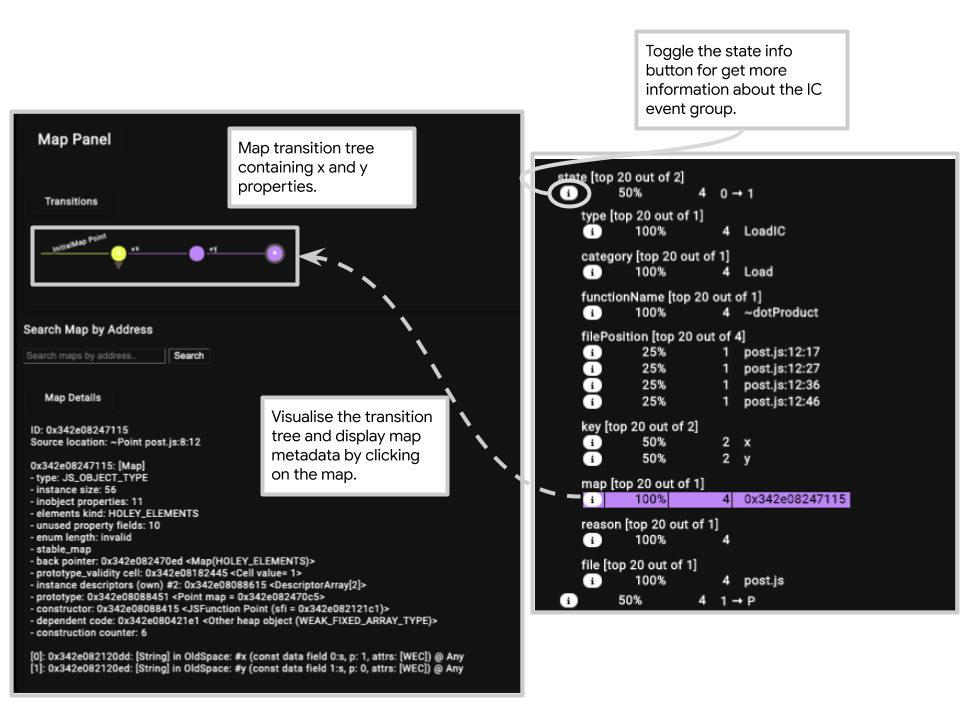 Toggle the state info
button for get more
information about the IC
event group.
Map Panel
Map transition tree
containing x and y
properties.
Transitions
InitialMap Point
+x
+y
Search Map by Address
Search maps by address..
Search
Map Details
Visualise the transition
tree and display map
metadata by clicking
on the map.
ID: 0x342e08247115
Source location: ~Point post.js:8:12
0x342e08247115: [Map]
- type: JS_OBJECT_TYPE
- instance size: 56
- inobject properties: 11
- elements kind: HOLEY_ELEMENTS
- unused property fields: 10
- enum length: invalid
- stable_map
- back pointer: 0x342e082470ed <Map(HOLEY_ELEMENTS)>
- prototype_validity cell: 0x342e08182445 <Cell value= 1>
- instance descriptors (own) #2: 0x342e08088615 <DescriptorArray[2]>
- prototype: 0x342e08088451 <Point map = 0x342e082470c5>
- constructor: 0x342e08088415 <JSFunction Point (sfi = 0x342e082121c1)>
- dependent code: 0x342e080421e1 <Other heap object (WEAK_FIXED_ARRAY_TYPE)>
- construction counter: 6
[0]: 0x342e082120dd: [String] in OldSpace: #x (const data field 0:s, p: 1, attrs: [WEC]) @ Any
[1]: 0x342e082120ed: [String] in OldSpace: #y (const data field 1:s, p: 0, attrs: [WEC]) @ Any
state [top 20 out of 2]
i 50% 4 0 → 1
type [top 20 out of 1]
i 100% 4 LoadIC
category [top 20 out of 1]
i 100% 4 Load
functionName [top 20 out of 1]
i 100% 4 ~dotProduct
filePosition [top 20 out of 4]
i 25% 1 post.js:12:17
i 25% 1 post.js:12:27
i 25% 1 post.js:12:36
i 25% 1 post.js:12:46
key [top 20 out of 2]
i 50% 2 x
i 50% 2 y
map [top 20 out of 1]
i 100% 4 0x342e08247115
reason [top 20 out of 1]
i 100% 4
file [top 20 out of 1]
i 100% 4 post.js
i 50% 4 1 → P